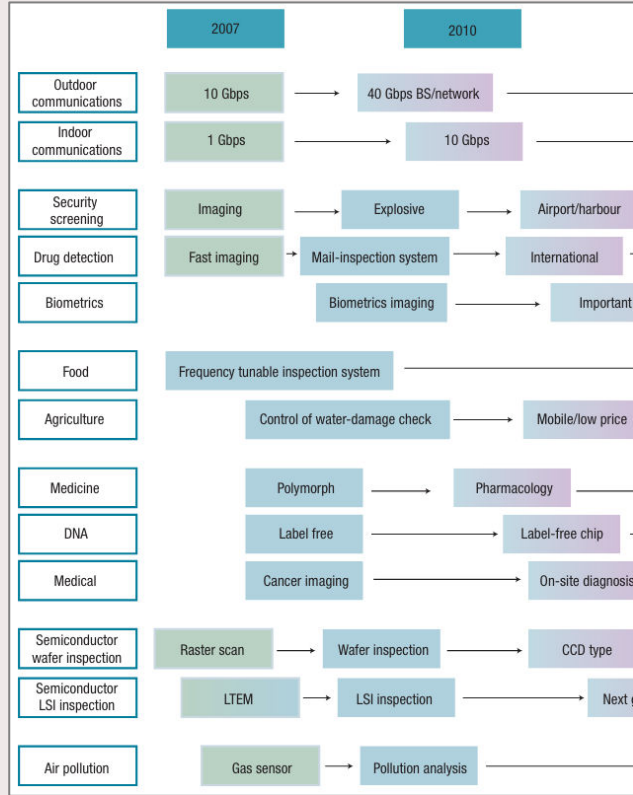 2007 2010
Outdoor
communications
10 Gbps
40 Gbps BS/network
Indoor
communications
1 Gbps
10 Gbps
Security
screening
Imaging
Explosive
Airport/harbour
Drug detection
Fast imaging
Mail-inspection system
International
Biometrics
Biometrics imaging
Important
Food
Frequency tunable inspection system
Agriculture
Control of water-damage check
Mobile/low price
Medicine
Polymorph
Pharmacology
DNA
Label free
Label-free chip
Medical
Cancer imaging
On-site diagnosis
Semiconductor
wafer inspection
Raster scan
Wafer inspection
CCD type
Semiconductor
LSI inspection
LTEM
LSI inspection
Next
Air pollution
Gas sensor
Pollution analysis